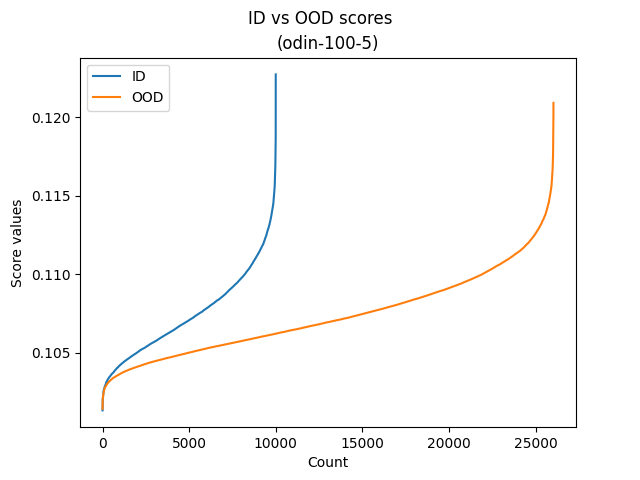 ID vs OOD scores
(odin-100-5)
ID
OOD
0.120
0.115
0.110
0.105
Score values
0
5000
10000
15000
20000
25000
Count